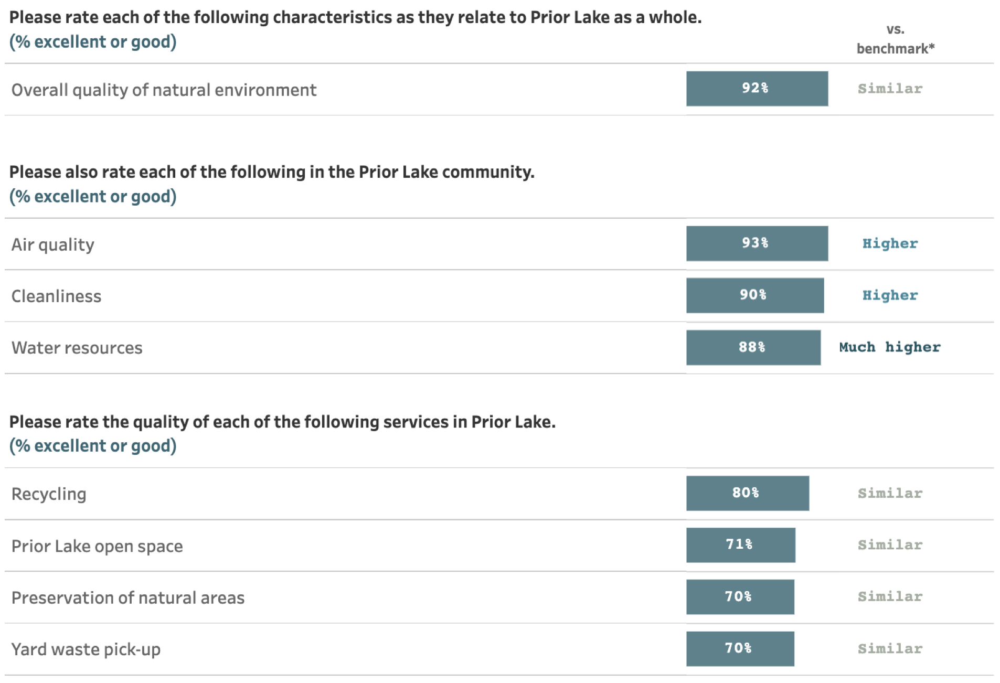 Please rate each of the following characteristics as they relate to Prior Lake as a whole.
(% excellent or good)
vs.
benchmark*
Overall quality of natural environment 92% Similar
Please also rate each of the following in the Prior Lake community.
(% excellent or good)
Air quality 93% Higher
Cleanliness 90% Higher
Water resources 88% Much higher
Please rate the quality of each of the following services in Prior Lake.
(% excellent or good)
Recycling 80% Similar
Prior Lake open space 71% Similar
Preservation of natural areas 70% Similar
Yard waste pick-up 70% Similar